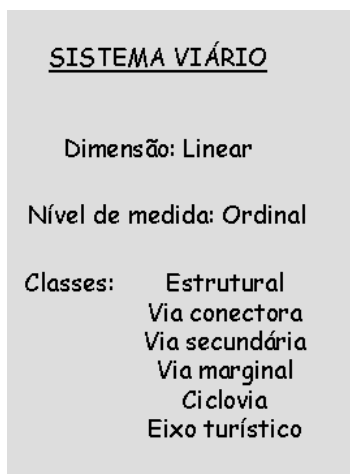 SISTEMA VIÁRIO
Dimensão: Linear
Nível de medida: Ordinal
Classes: Estrutural
Via conectora
Via secundária
Via marginal
Ciclovia
Eixo turístico